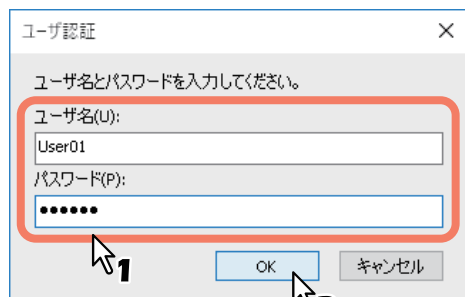 ユーザ認証
ユーザ名とパスワードを入力してください。
ユーザ名(U):
User01
パスワード(P):
●●●●●●
1
OK キャンセル